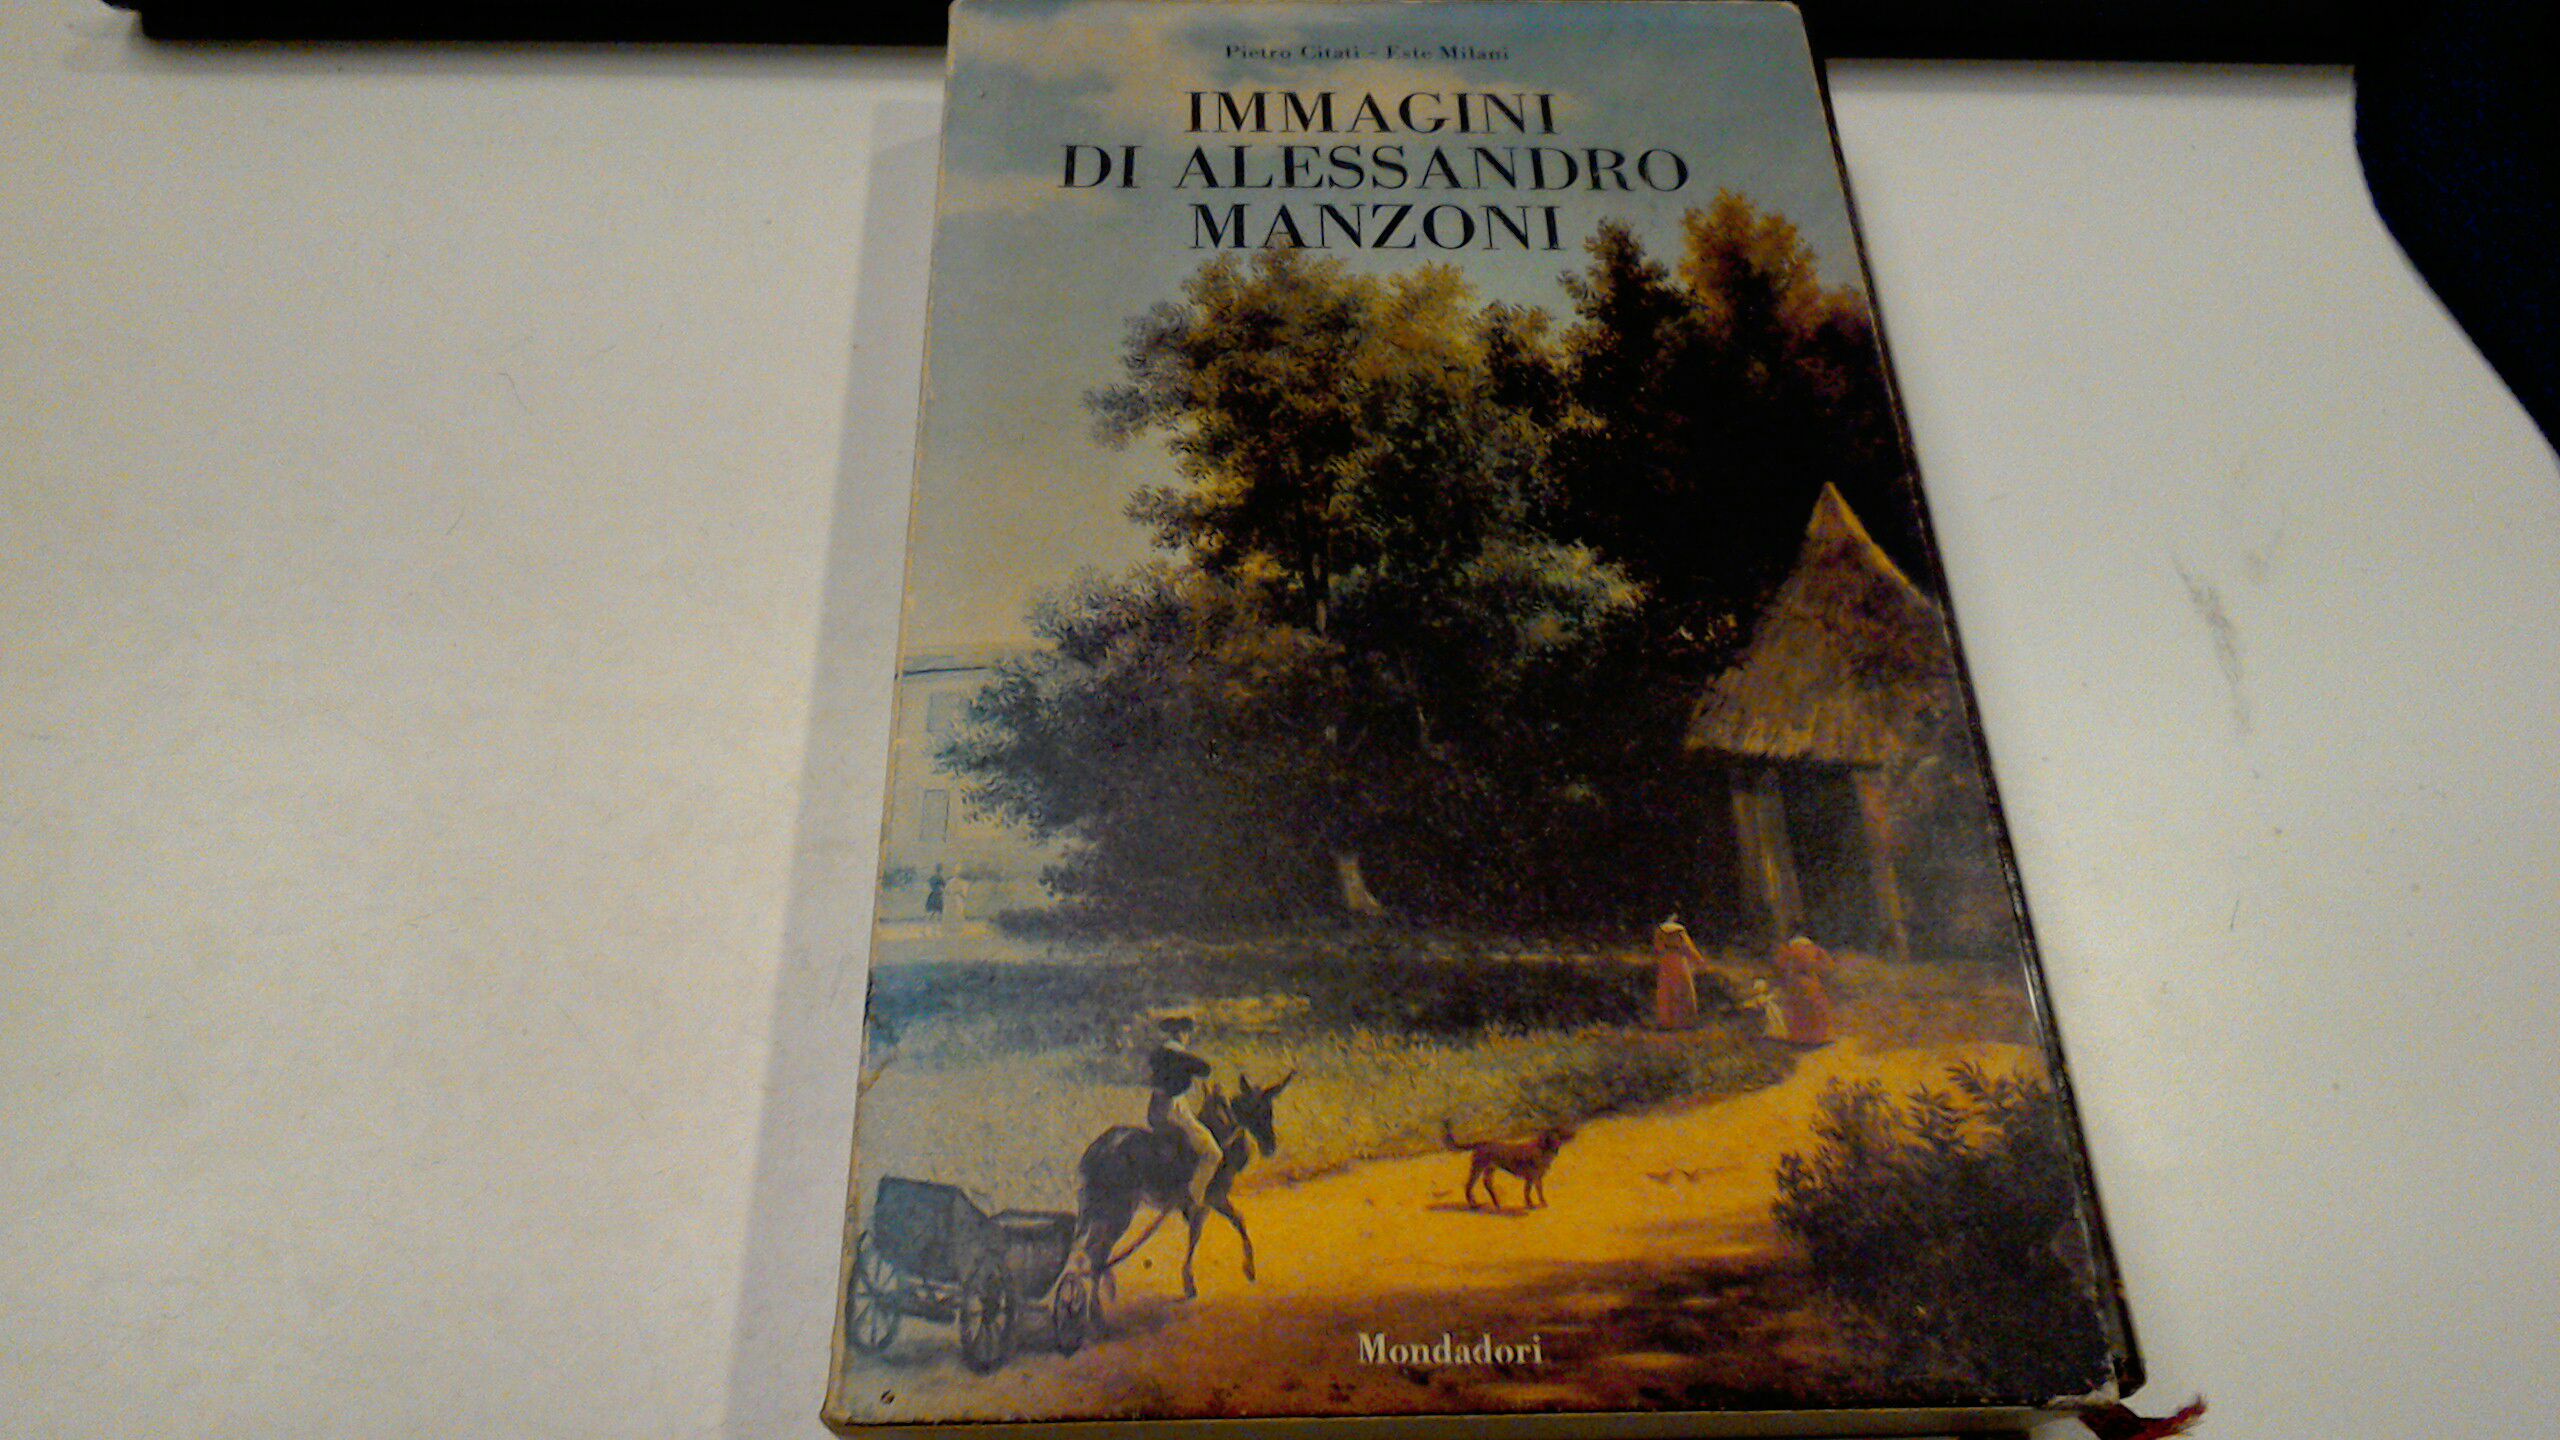 Pietro Citati - Este Milani
IMMAGINI
DI ALESSANDRO
MANZONI
Mondadori